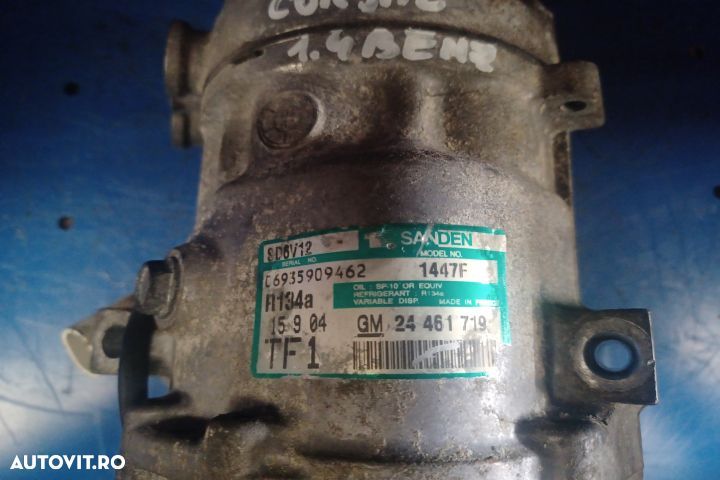 1.4 BENZ
SD6V12
SANDEN
SERIAL NO.
MODEL NO.
C6935909462
1447F
OIL : SP-10 OR EQUIV
REFRIGERANT : R134a
VARIABLE DISP. MADE IN
R134a
15 9 04
GM 24 461 719
TF1
AUTOVIT.RO